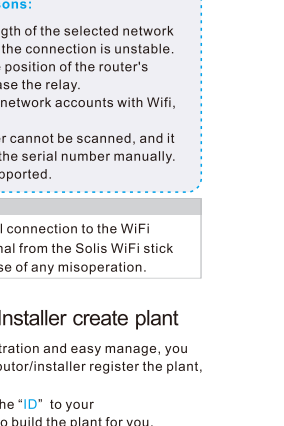 ons:
gth of the selected network
the connection is unstable.
position of the router's
ase the relay.
network accounts with Wifi,
r cannot be scanned, and it
the serial number manually.
pported.
l connection to the WiFi
nal from the Solis WiFi stick
se of any misoperation.
Installer create plant
tration and easy manage, you
butor/installer register the plant,
he “ID” to your
o build the plant for you.